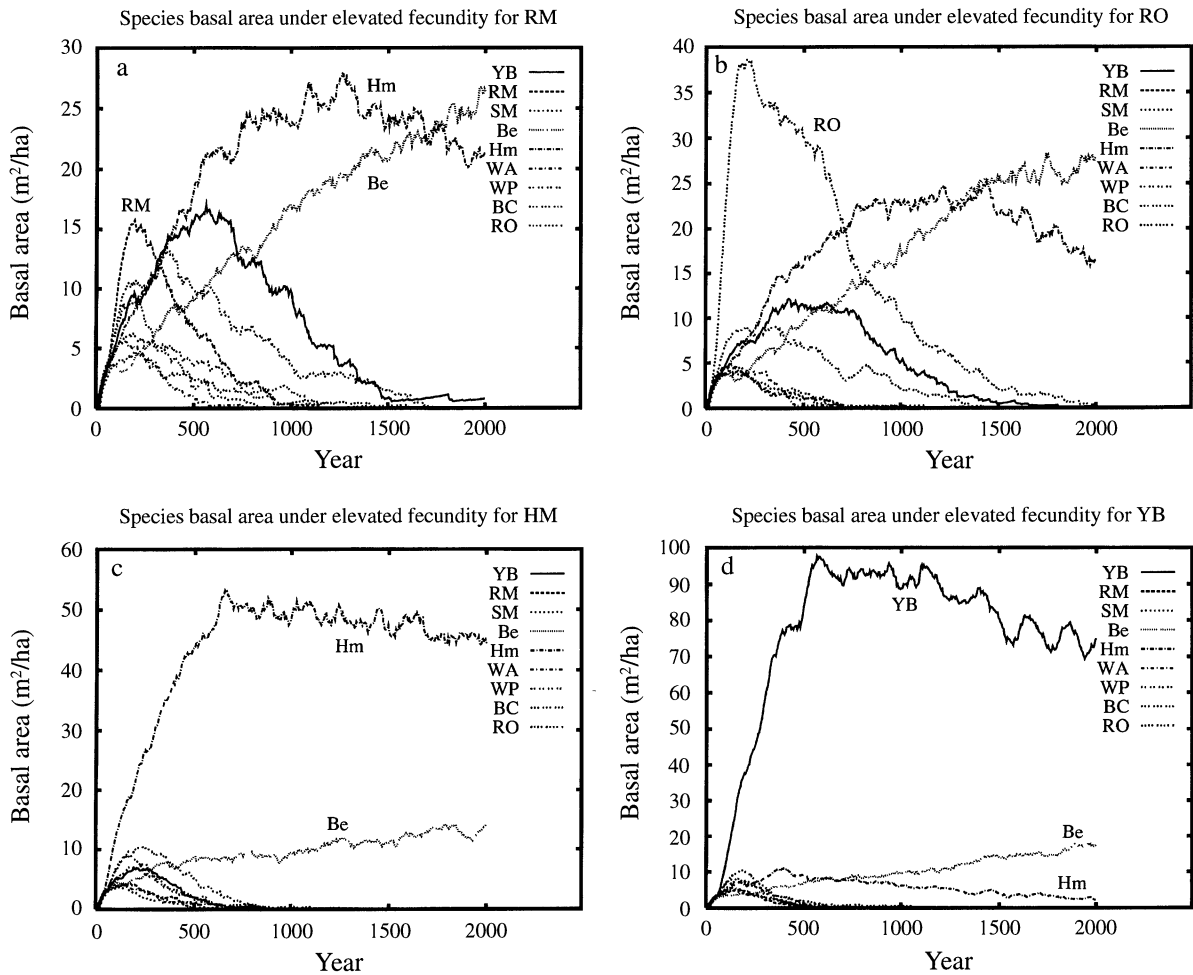 Species basal area under elevated fecundity for RM
a
30
25
20
15
10
5
0
Basal area (m²/ha)
0 500 1000 1500 2000
Year
RM
Hm
Be
YB
RM
SM
Be
Hm
WA
WP
BC
RO
Species basal area under elevated fecundity for RO
b
40
35
30
25
20
15
10
5
0
Basal area (m²/ha)
0 500 1000 1500 2000
Year
RO
YB
RM
SM
Be
Hm
WA
WP
BC
RO
Species basal area under elevated fecundity for HM
c
60
50
40
30
20
10
0
Basal area (m²/ha)
0 500 1000 1500 2000
Year
Hm
Be
YB
RM
SM
Be
Hm
WA
WP
BC
RO
Species basal area under elevated fecundity for YB
d
100
90
80
70
60
50
40
30
20
10
0
Basal area (m²/ha)
0 500 1000 1500 2000
Year
YB
Be
Hm
YB
RM
SM
Be
Hm
WA
WP
BC
RO